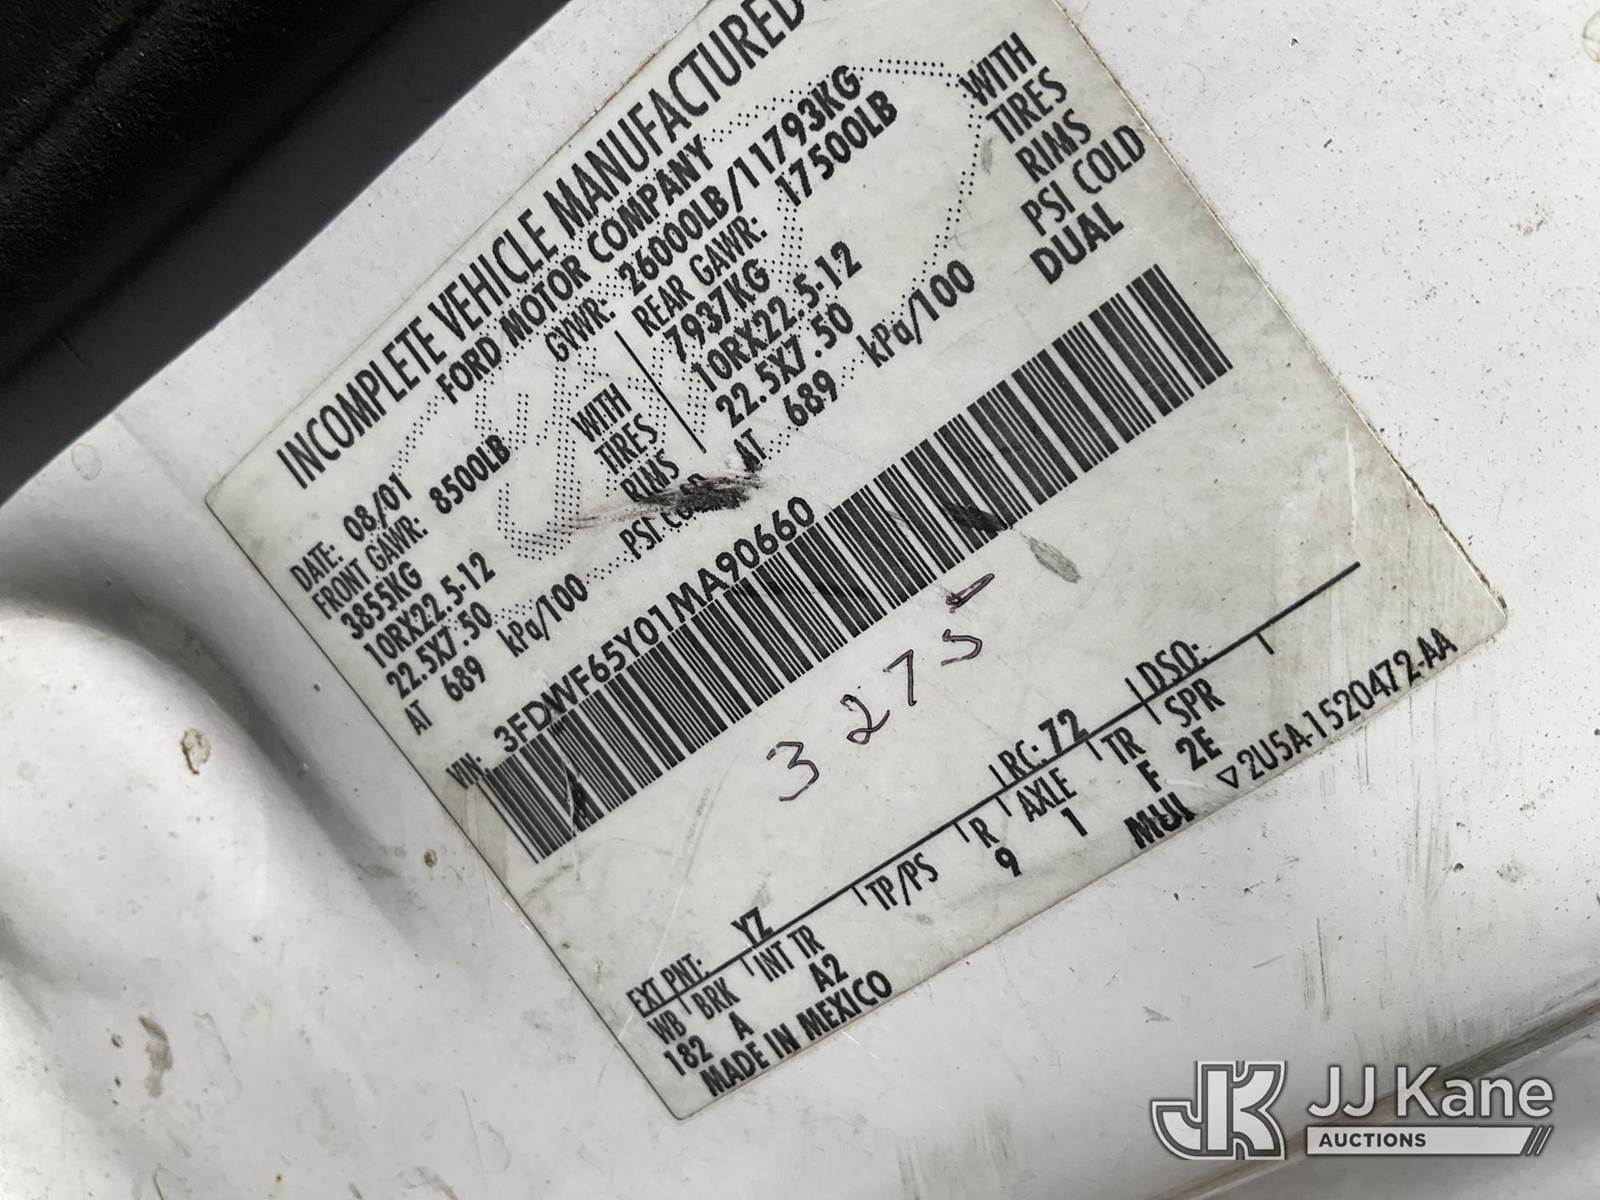 INCOMPLETE VEHICLE MANUFACTURED
FORD MOTOR COMPANY
DATE: 08/01 GVWR: 26000LB/11793KG
FRONT GAWR: 8500LB REAR GAWR: 17500LB
3855KG WITH 7937KG WITH
10RX22.5-12 TIRES 10RX22.5-12 TIRES
22.5X7.50 RIMS 22.5X7.50 RIMS
AT 689 kPa/100 PSI COLD AT 689 kPa/100 PSI COLD
DUAL
VIN: 3FDWF65Y01MA90660
3275
EXT PNT: YZ RC: 72 DSO:
WB BRK INT TR TP/PS R AXLE TR SPR
182 A A2 9 1 F 2E
MADE IN MEXICO
▽2U5A-1520472-AA
JK JJ Kane
AUCTIONS